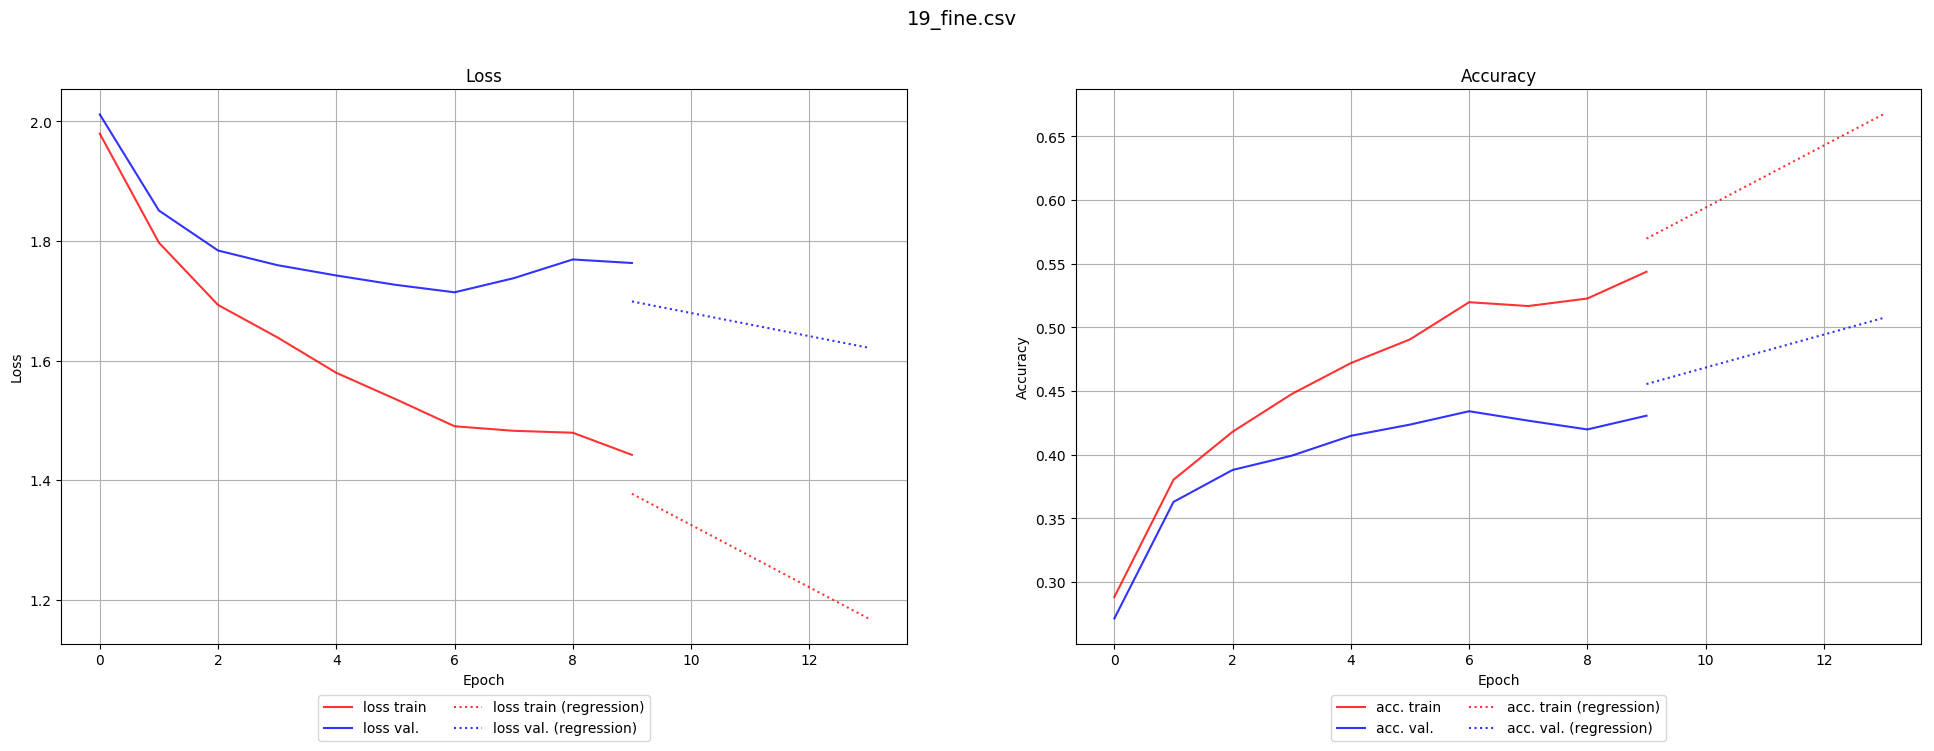 19_fine.csv
Loss
2.0
1.8
1.6
1.4
1.2
Loss
0 2 4 6 8 10 12
Epoch
loss train
loss val.
loss train (regression)
loss val. (regression)
Accuracy
0.65
0.60
0.55
0.50
0.45
0.40
0.35
0.30
Accuracy
0 2 4 6 8 10 12
Epoch
acc. train
acc. val.
acc. train (regression)
acc. val. (regression)